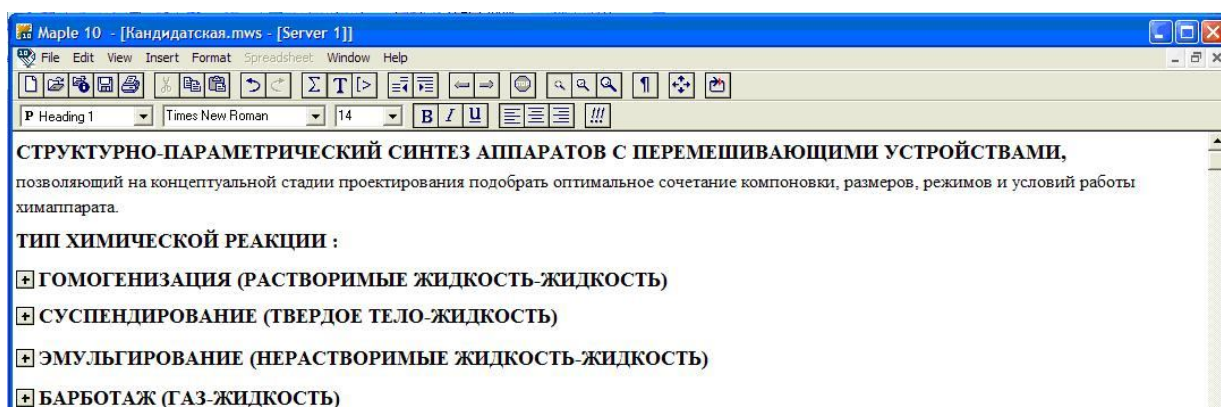 Maple 10 - [Кандидатская.mws - [Server 1]]
File Edit View Insert Format Spreadsheet Window Help
P Heading 1 Times New Roman 14 B I U !!!
СТРУКТУРНО-ПАРАМЕТРИЧЕСКИЙ СИНТЕЗ АППАРАТОВ С ПЕРЕМЕШИВАЮЩИМИ УСТРОЙСТВАМИ,
позволяющий на концептуальной стадии проектирования подобрать оптимальное сочетание компоновки, размеров, режимов и условий работы
химаппарата.
ТИП ХИМИЧЕСКОЙ РЕАКЦИИ :
ГОМОГЕНИЗАЦИЯ (РАСТВОРИМЫЕ ЖИДКОСТЬ-ЖИДКОСТЬ)
СУСПЕНДИРОВАНИЕ (ТВЕРДОЕ ТЕЛО-ЖИДКОСТЬ)
ЭМУЛЬГИРОВАНИЕ (НЕРАСТВОРИМЫЕ ЖИДКОСТЬ-ЖИДКОСТЬ)
БАРБОТАЖ (ГАЗ-ЖИДКОСТЬ)